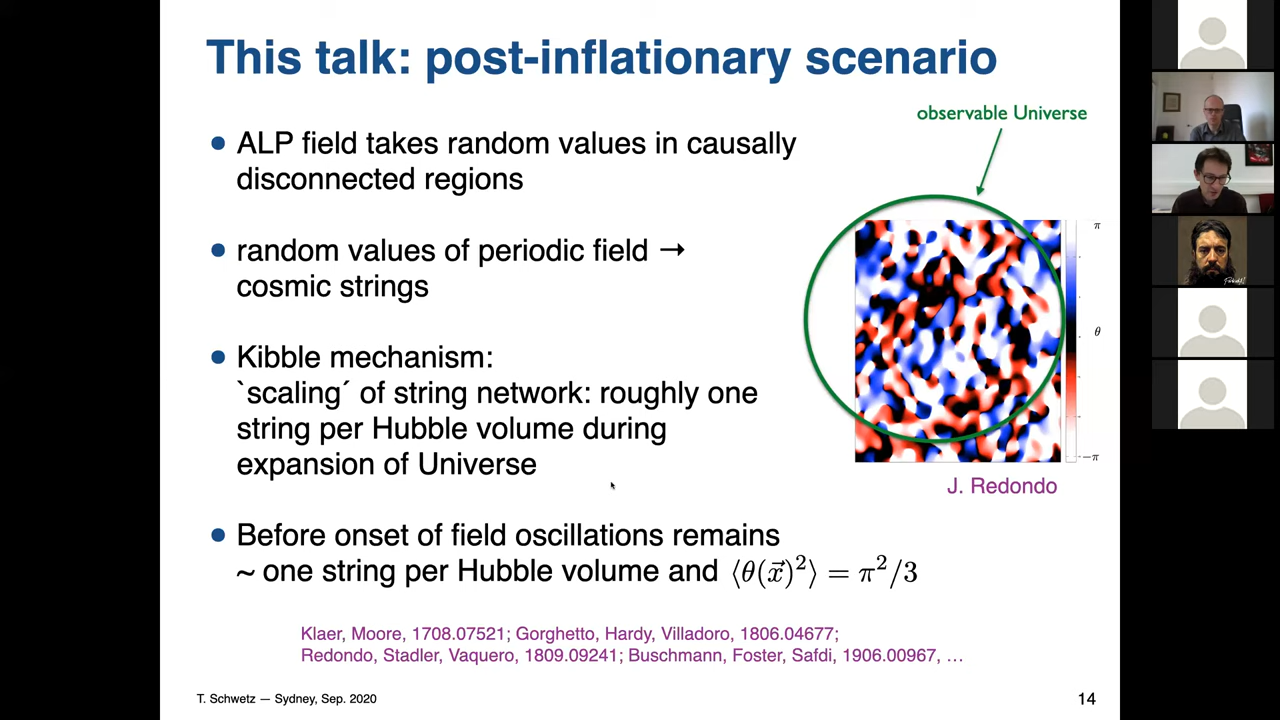 This talk: post-inflationary scenario
observable Universe
• ALP field takes random values in causally
disconnected regions
• random values of periodic field →
cosmic strings
• Kibble mechanism:
`scaling´ of string network: roughly one
string per Hubble volume during
expansion of Universe
π
θ
−π
J. Redondo
• Before onset of field oscillations remains
~ one string per Hubble volume and ⟨θ(x⃗)²⟩ = π²/3
Klaer, Moore, 1708.07521; Gorghetto, Hardy, Villadoro, 1806.04677;
Redondo, Stadler, Vaquero, 1809.09241; Buschmann, Foster, Safdi, 1906.00967, …
T. Schwetz — Sydney, Sep. 2020
14